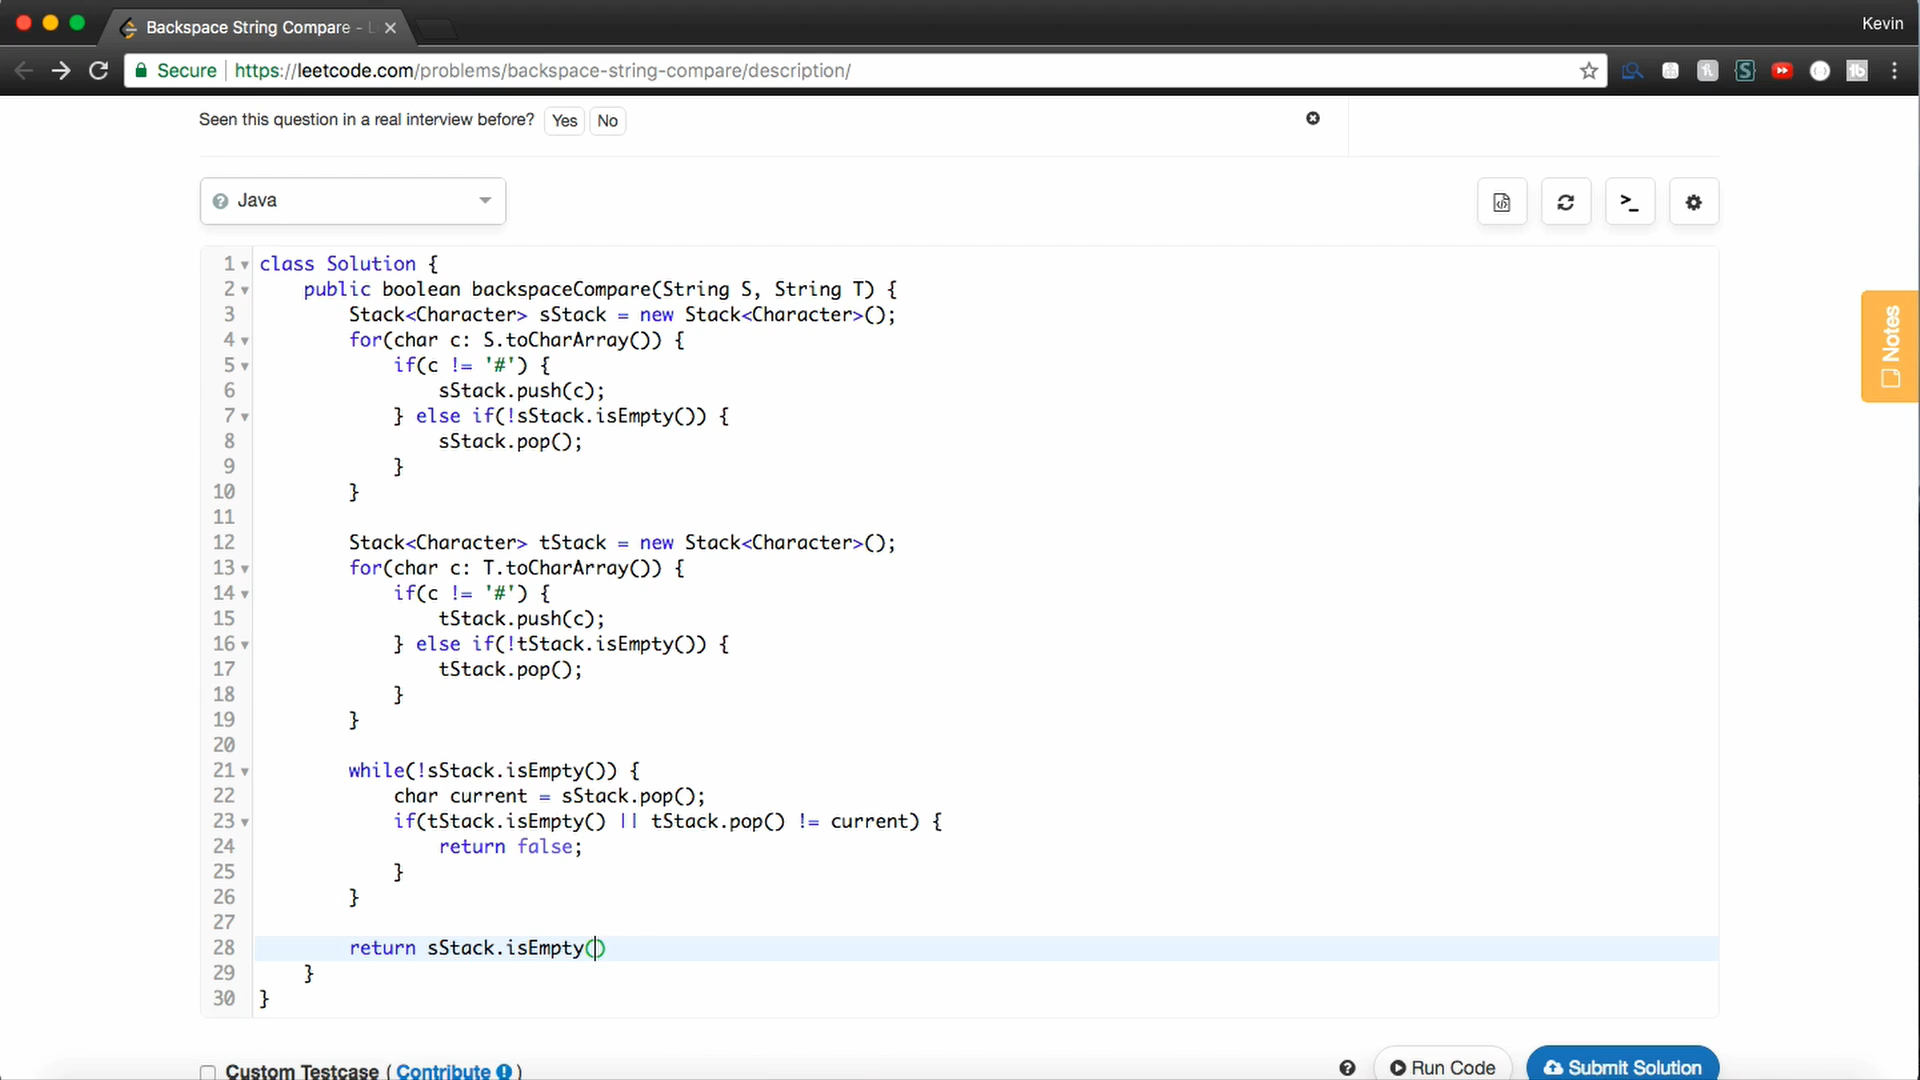 Backspace String Compare - L
Kevin
Secure https://leetcode.com/problems/backspace-string-compare/description/
Seen this question in a real interview before? Yes No
Java
>_
1 class Solution {
2 public boolean backspaceCompare(String S, String T) {
3 Stack<Character> sStack = new Stack<Character>();
4 for(char c: S.toCharArray()) {
5 if(c != '#') {
6 sStack.push(c);
7 } else if(!sStack.isEmpty()) {
8 sStack.pop();
9 }
10 }
11
12 Stack<Character> tStack = new Stack<Character>();
13 for(char c: T.toCharArray()) {
14 if(c != '#') {
15 tStack.push(c);
16 } else if(!tStack.isEmpty()) {
17 tStack.pop();
18 }
19 }
20
21 while(!sStack.isEmpty()) {
22 char current = sStack.pop();
23 if(tStack.isEmpty() || tStack.pop() != current) {
24 return false;
25 }
26 }
27
28 return sStack.isEmpty()
29 }
30 }
Notes
Custom Testcase ( Contribute )
Run Code
Submit Solution